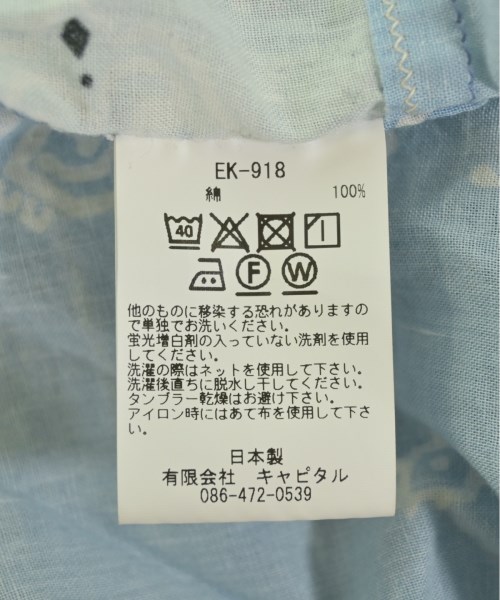 EK-918
綿 100%
40
F W
他のものに移染する恐れがありますの
で単独でお洗いください。
蛍光増白剤の入っていない洗剤を使用
して下さい。
洗濯の際はネットを使用して下さい。
洗濯後直ちに脱水し干してください。
タンブラー乾燥はお避け下さい。
アイロン時にはあて布を使用して下さ
い。
日本製
有限会社 キャピタル
086-472-0539